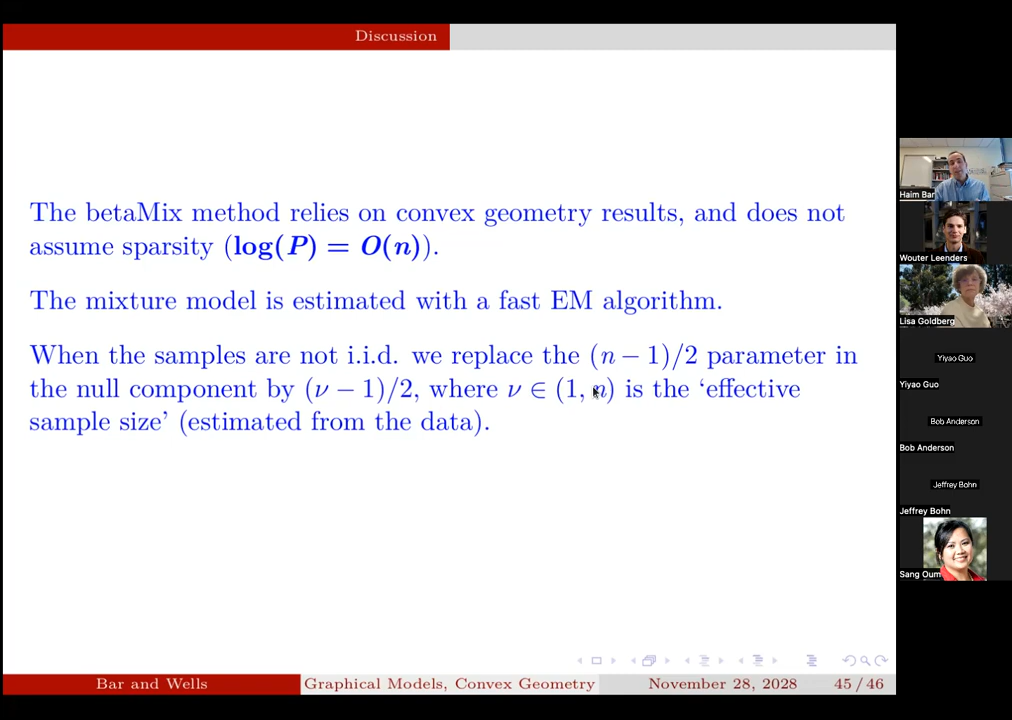 Discussion
The betaMix method relies on convex geometry results, and does not
assume sparsity (log(P) = O(n)).
The mixture model is estimated with a fast EM algorithm.
When the samples are not i.i.d. we replace the (n − 1)/2 parameter in
the null component by (ν − 1)/2, where ν ∈ (1, n) is the ‘effective
sample size’ (estimated from the data).
Bar and Wells
Graphical Models, Convex Geometry
November 28, 2028
45 / 46
Haim Bar
Wouter Leenders
Lisa Goldberg
Yiyao Guo
Yiyao Guo
Bob Anderson
Bob Anderson
Jeffrey Bohn
Jeffrey Bohn
Sang Oum